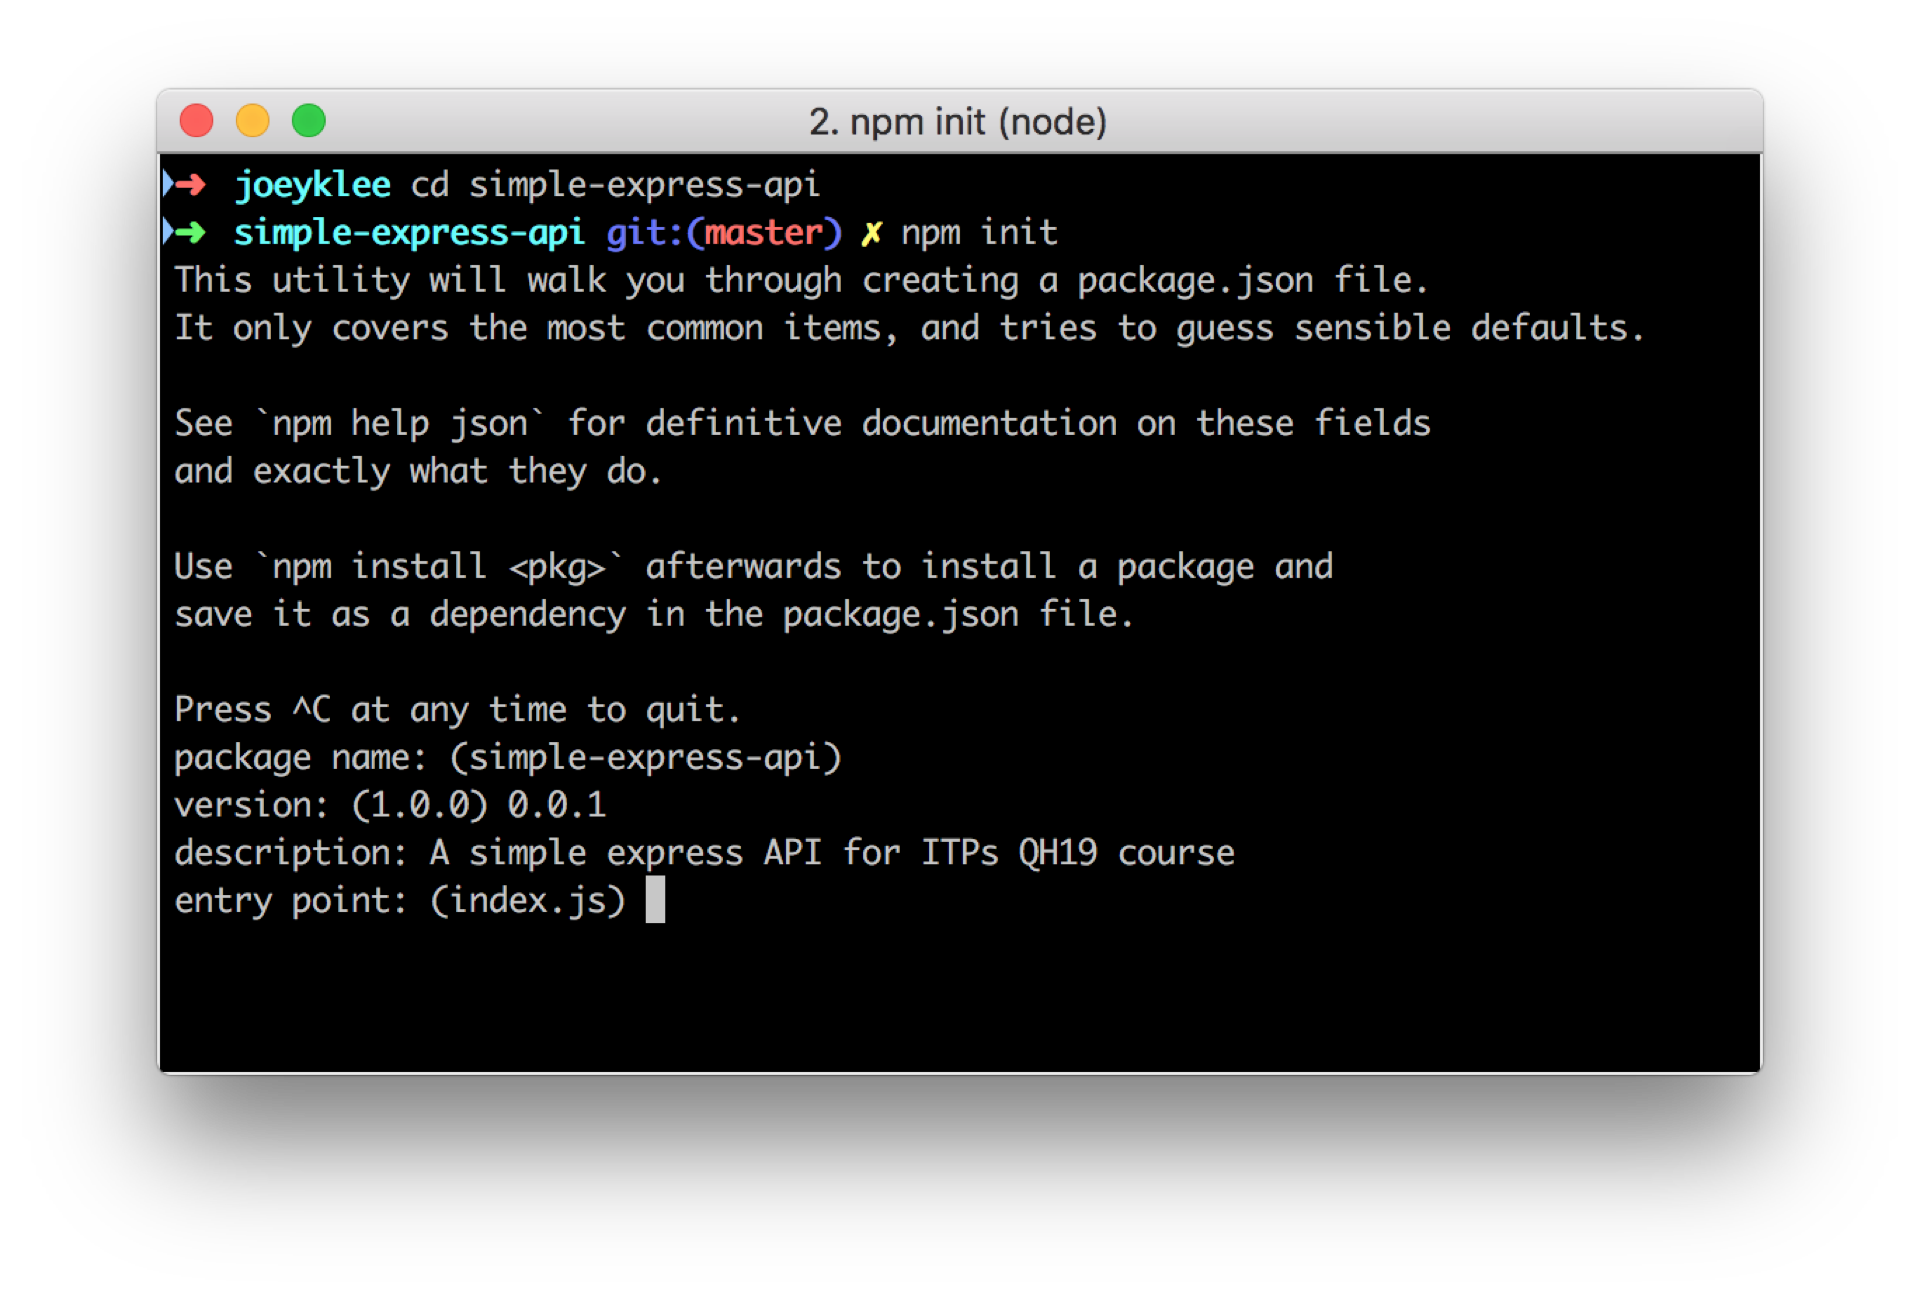 2. npm init (node)
➜ joeyklee cd simple-express-api
➜ simple-express-api git:(master) ✗ npm init
This utility will walk you through creating a package.json file.
It only covers the most common items, and tries to guess sensible defaults.
See `npm help json` for definitive documentation on these fields
and exactly what they do.
Use `npm install <pkg>` afterwards to install a package and
save it as a dependency in the package.json file.
Press ^C at any time to quit.
package name: (simple-express-api)
version: (1.0.0) 0.0.1
description: A simple express API for ITPs QH19 course
entry point: (index.js)